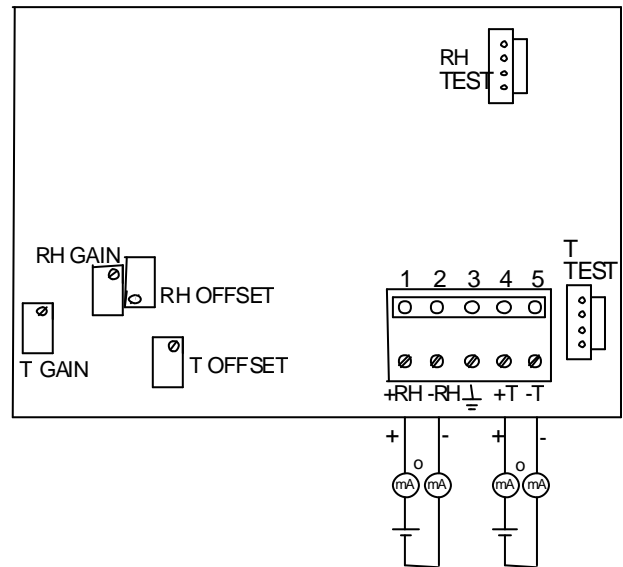 RH
TEST
RH GAIN
RH OFFSET
T GAIN
T OFFSET
T
TEST
1 2 3 4 5
+RH -RH +T -T
+ - + -
o o
mA mA mA mA